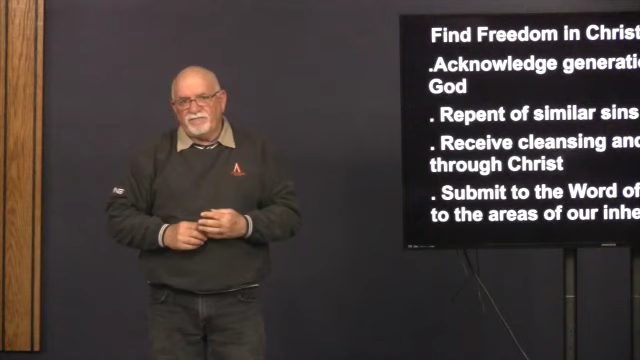 Find Freedom in Christ
.Acknowledge generati
God
. Repent of similar sins
. Receive cleansing and
through Christ
. Submit to the Word of
to the areas of our inhe